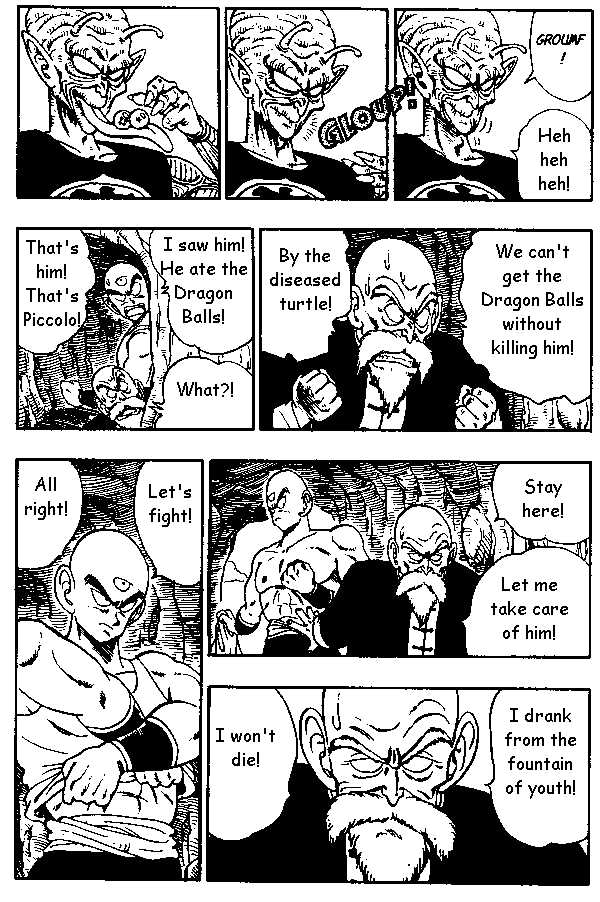 GLOUP!
GROUMF
!
Heh
heh
heh!
That's
him!
That's
Piccolo!
I saw him!
He ate the
Dragon
Balls!
What?!
By the
diseased
turtle!
We can't
get the
Dragon Balls
without
killing him!
All
right!
Let's
fight!
Stay
here!
Let me
take care
of him!
I won't
die!
I drank
from the
fountain
of youth!